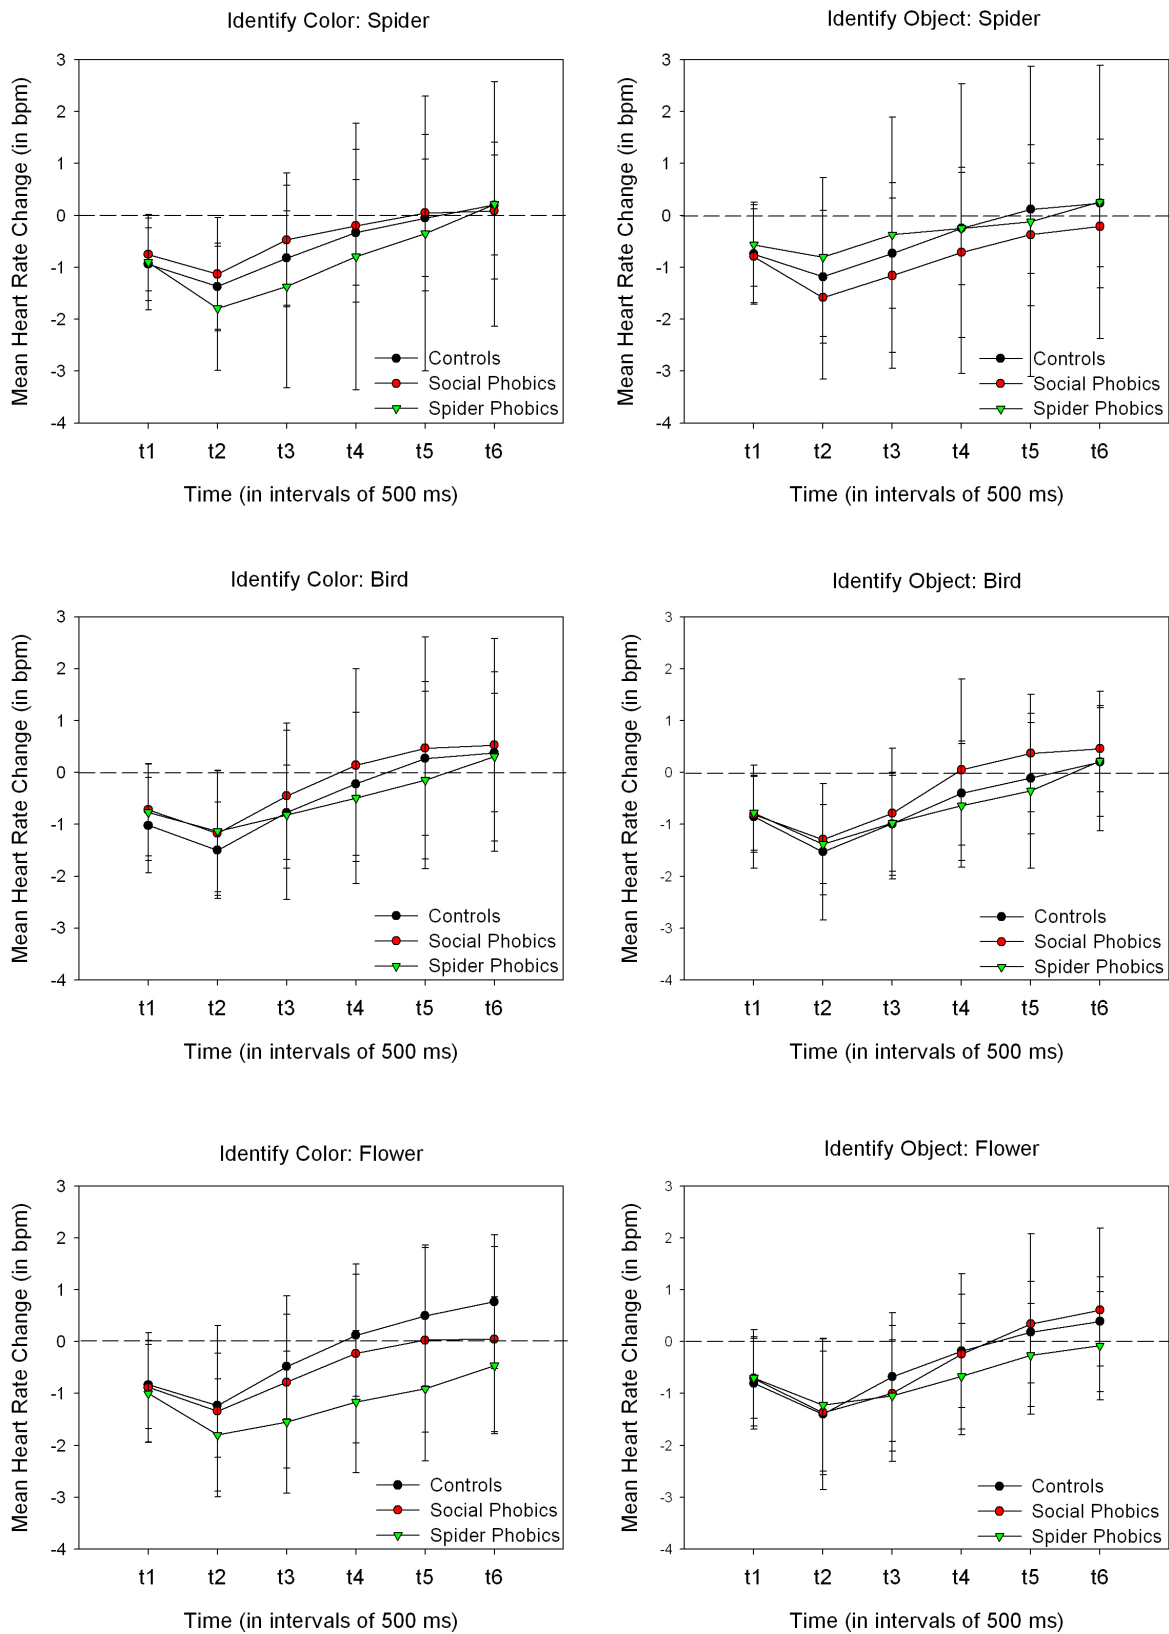 Identify Color: Spider
Mean Heart Rate Change (in bpm)
3
2
1
0
-1
-2
-3
-4
Controls
Social Phobics
Spider Phobics
t1 t2 t3 t4 t5 t6
Time (in intervals of 500 ms)
Identify Object: Spider
Mean Heart Rate Change (in bpm)
3
2
1
0
-1
-2
-3
-4
Controls
Social Phobics
Spider Phobics
t1 t2 t3 t4 t5 t6
Time (in intervals of 500 ms)
Identify Color: Bird
Mean Heart Rate Change (in bpm)
3
2
1
0
-1
-2
-3
-4
Controls
Social Phobics
Spider Phobics
t1 t2 t3 t4 t5 t6
Time (in intervals of 500 ms)
Identify Object: Bird
Mean Heart Rate Change (in bpm)
3
2
1
0
-1
-2
-3
-4
Controls
Social Phobics
Spider Phobics
t1 t2 t3 t4 t5 t6
Time (in intervals of 500 ms)
Identify Color: Flower
Mean Heart Rate Change (in bpm)
3
2
1
0
-1
-2
-3
-4
Controls
Social Phobics
Spider Phobics
t1 t2 t3 t4 t5 t6
Time (in intervals of 500 ms)
Identify Object: Flower
Mean Heart Rate Change (in bpm)
3
2
1
0
-1
-2
-3
-4
Controls
Social Phobics
Spider Phobics
t1 t2 t3 t4 t5 t6
Time (in intervals of 500 ms)